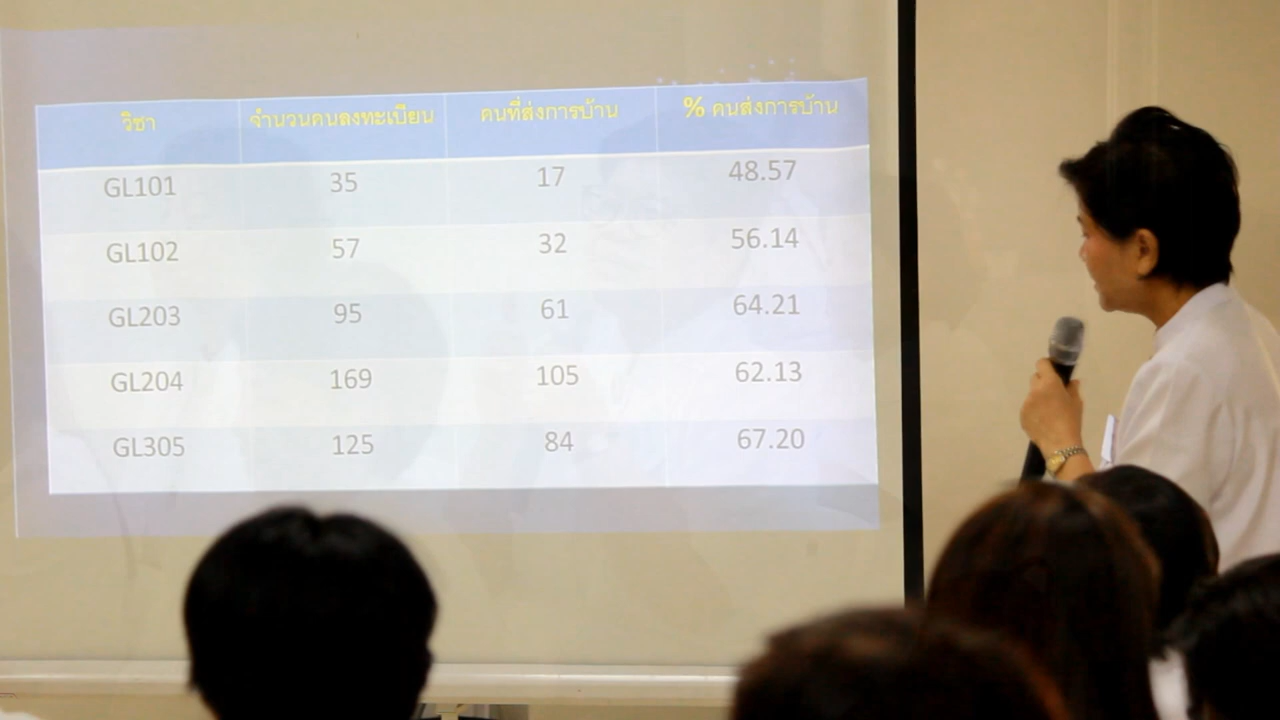 วิชา จำนวนคนลงทะเบียน คนที่ส่งการบ้าน % คนส่งการบ้าน
GL101 35 17 48.57
GL102 57 32 56.14
GL203 95 61 64.21
GL204 169 105 62.13
GL305 125 84 67.20